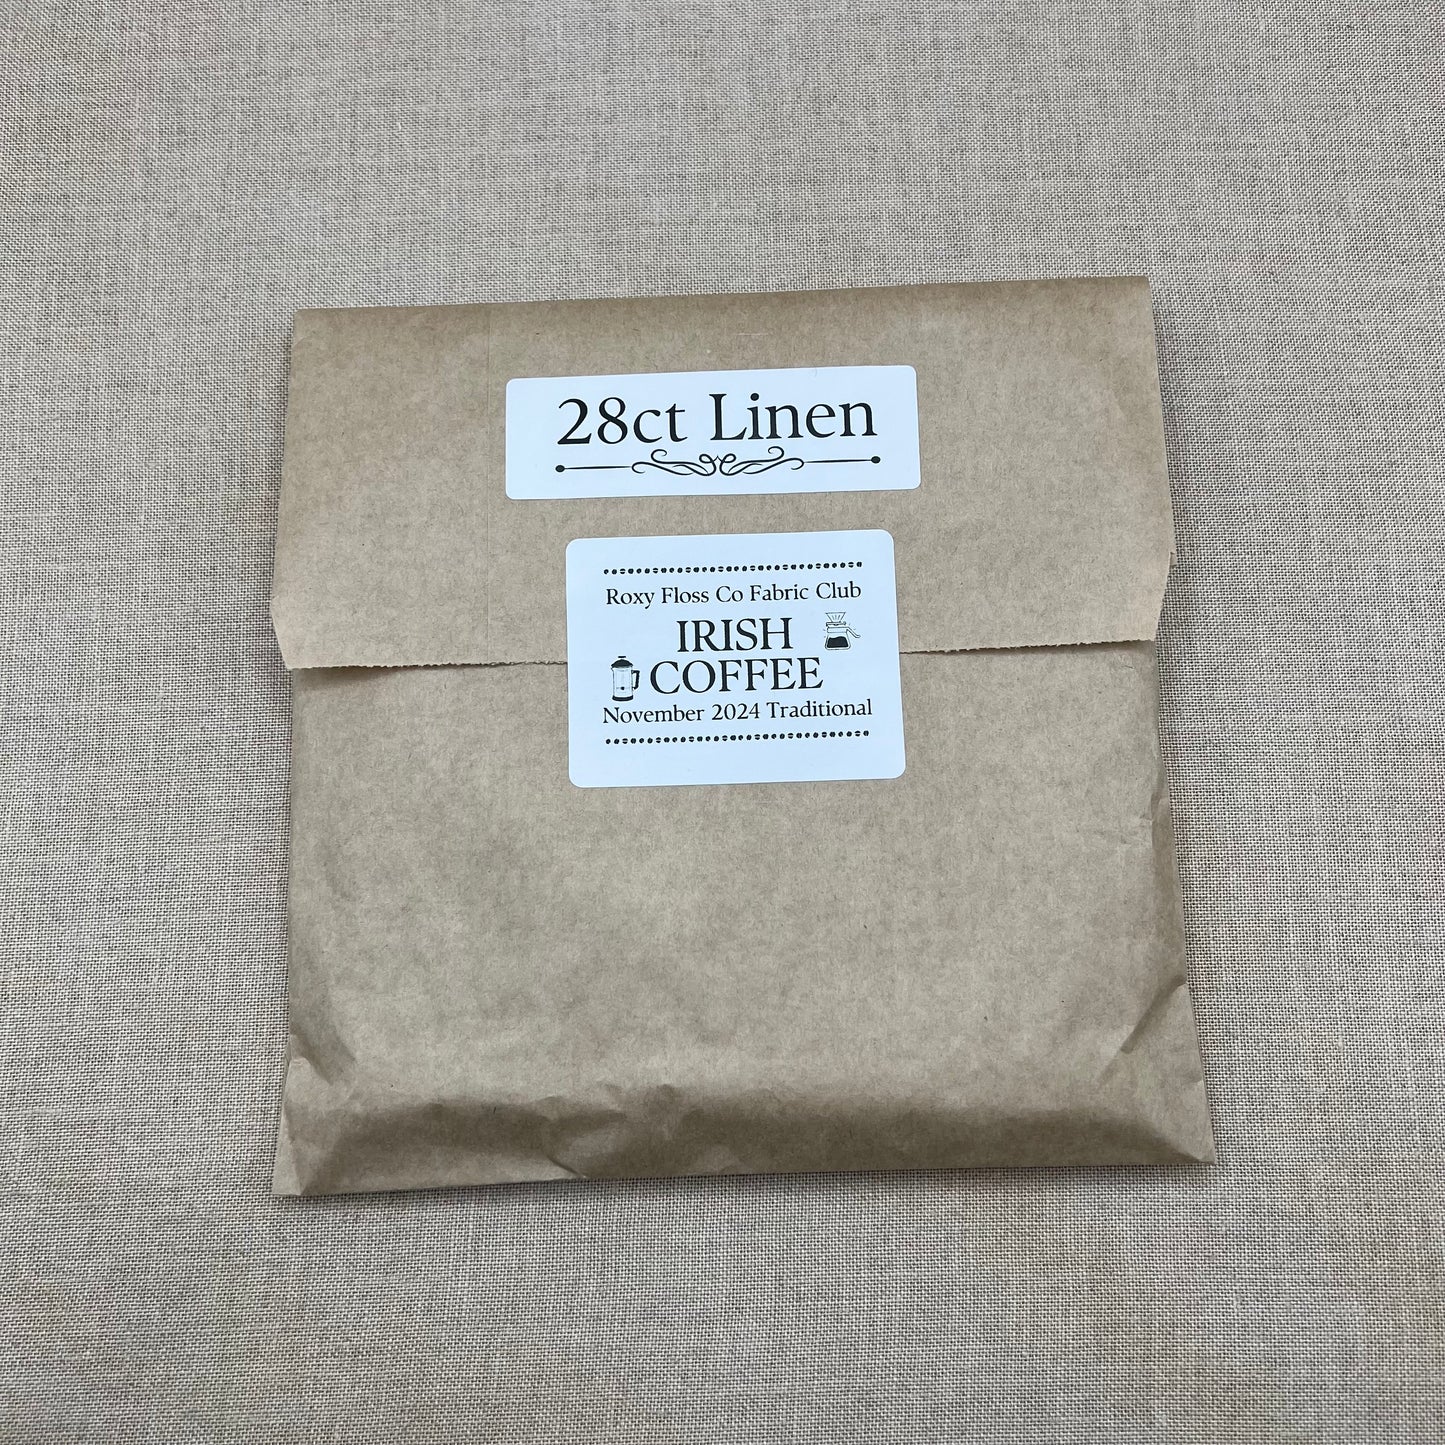 28ct Linen
Roxy Floss Co Fabric Club
IRISH
COFFEE
November 2024 Traditional